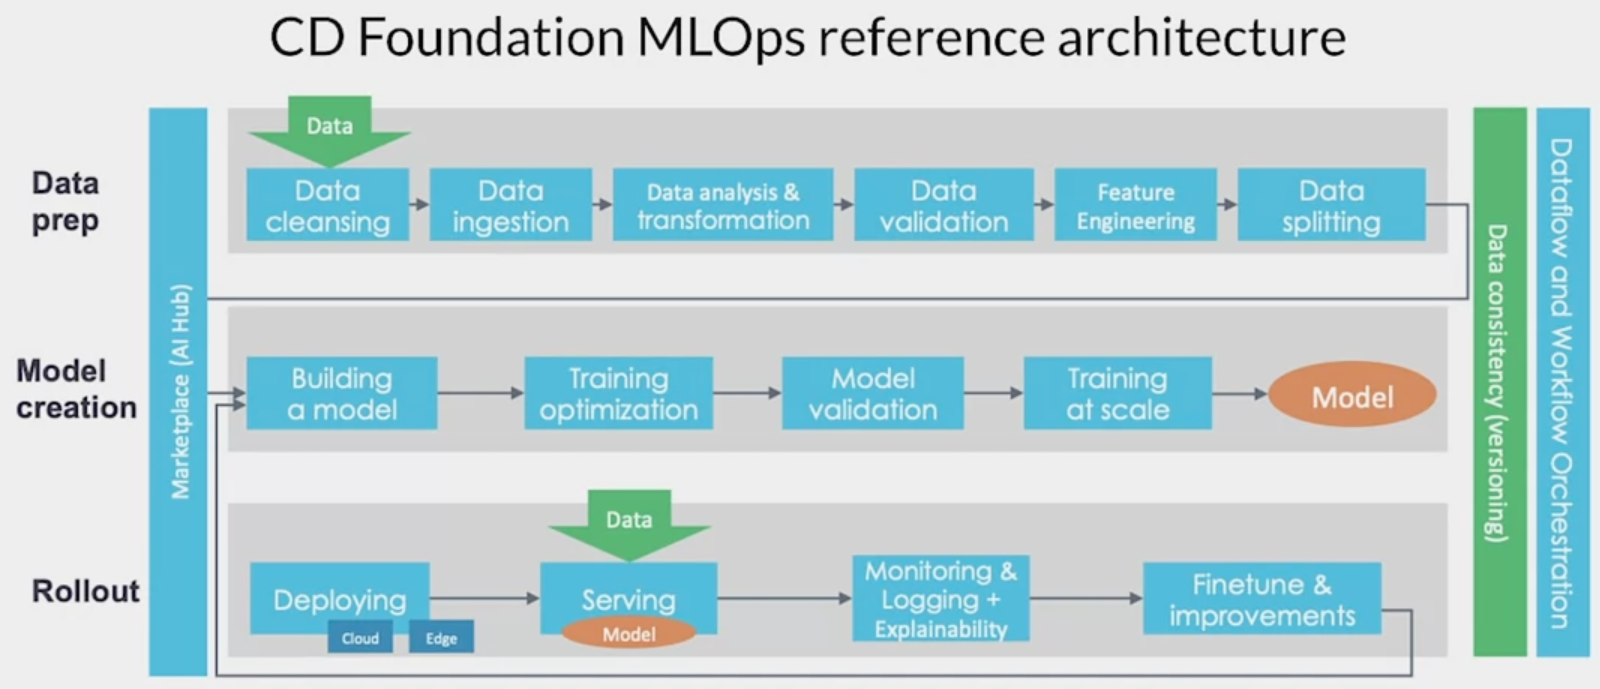 CD Foundation MLOps reference architecture
Data
prep
Marketplace (AI Hub)
Data
Data
cleansing
Data
ingestion
Data analysis &
transformation
Data
validation
Feature
Engineering
Data
splitting
Model
creation
Building
a model
Training
optimization
Model
validation
Training
at scale
Model
Rollout
Deploying
Cloud
Edge
Data
Serving
Model
Monitoring &
Logging +
Explainability
Finetune &
improvements
Data consistency (versioning)
Dataflow and Workflow Orchestration